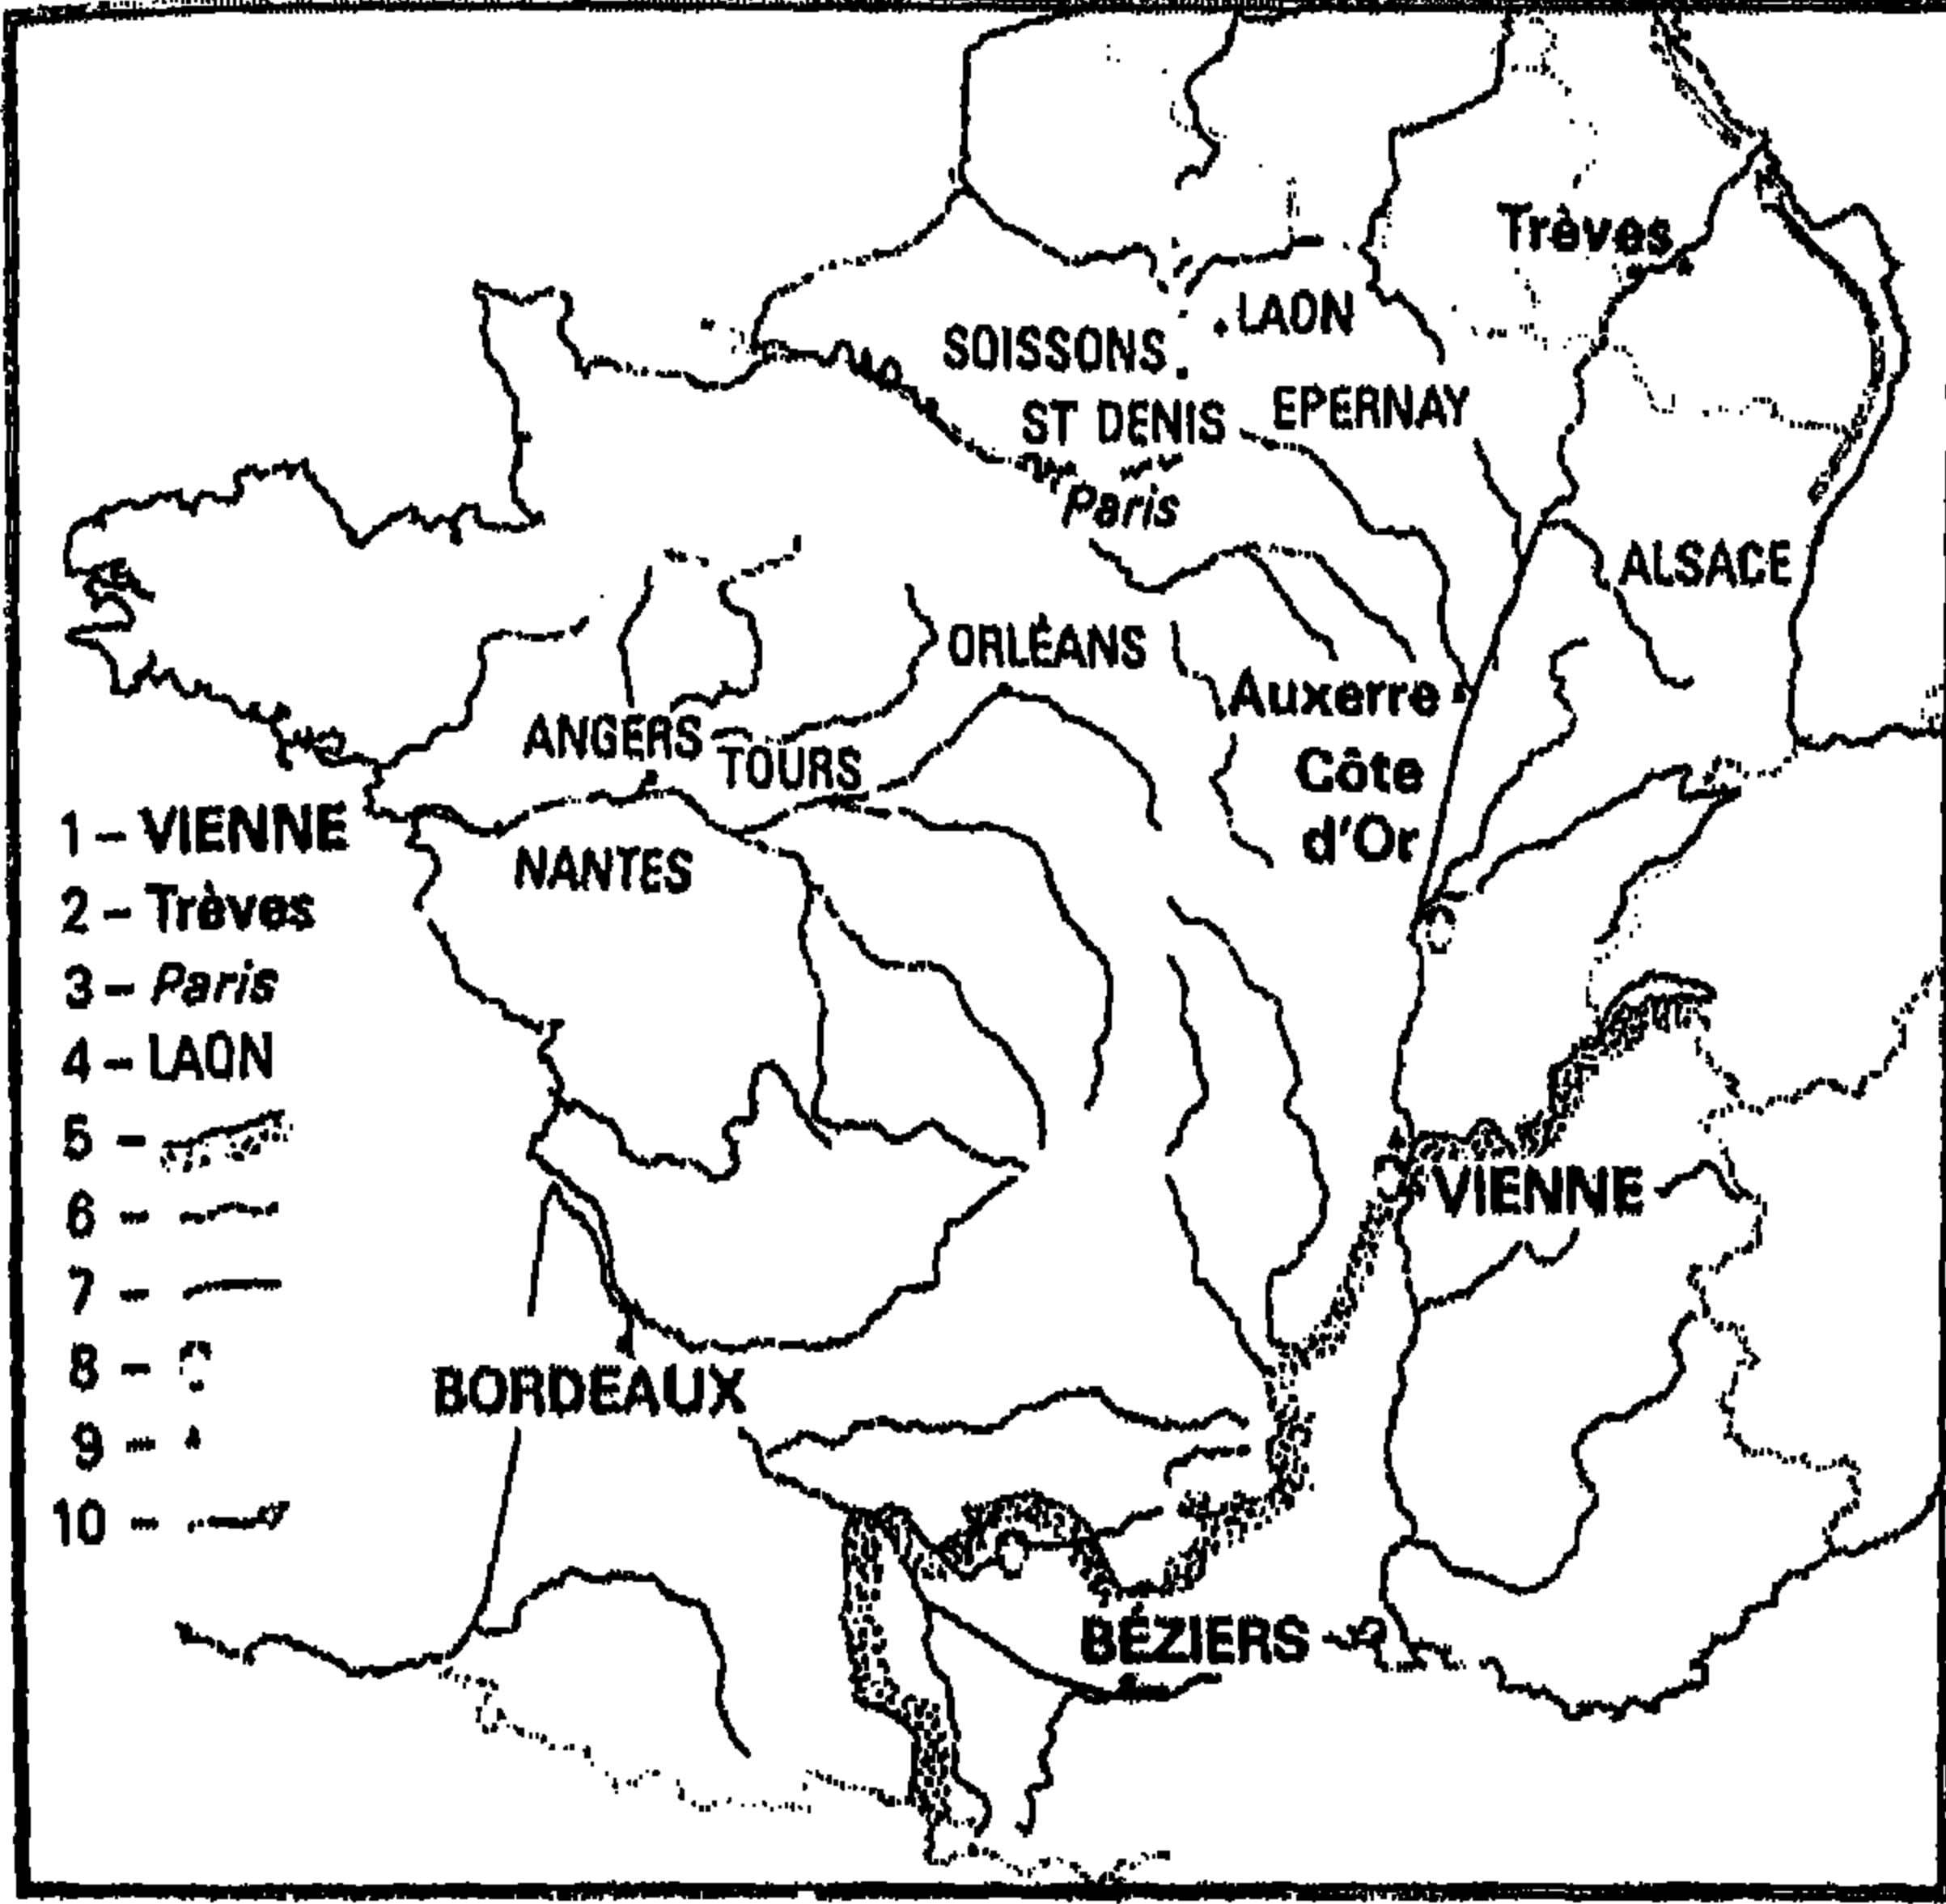 Trèves
LAON
SOISSONS
EPERNAY
ST DENIS
Paris
ALSACE
ORLÉANS
Auxerre
ANGERS
TOURS
Côte
d'Or
NANTES
1 - VIENNE
2 - Trèves
3 - Paris
4 - LAON
5 -
6 -
7 -
8 -
9 -
10 -
VIENNE
BORDEAUX
BÉZIERS